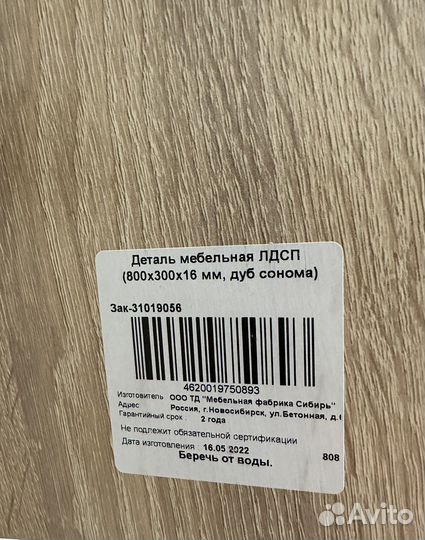 Деталь мебельная ЛДСП
(800х300х16 мм, дуб сонома)
Зак-31019056
4620019750893
Изготовитель ООО ТД "Мебельная фабрика Сибирь"
Адрес Россия, г.Новосибирск, ул.Бетонная, д.6
Гарантийный срок 2 года
Не подлежит обязательной сертификации
Дата изготовления 16.05.2022
808
Беречь от воды.
Avito